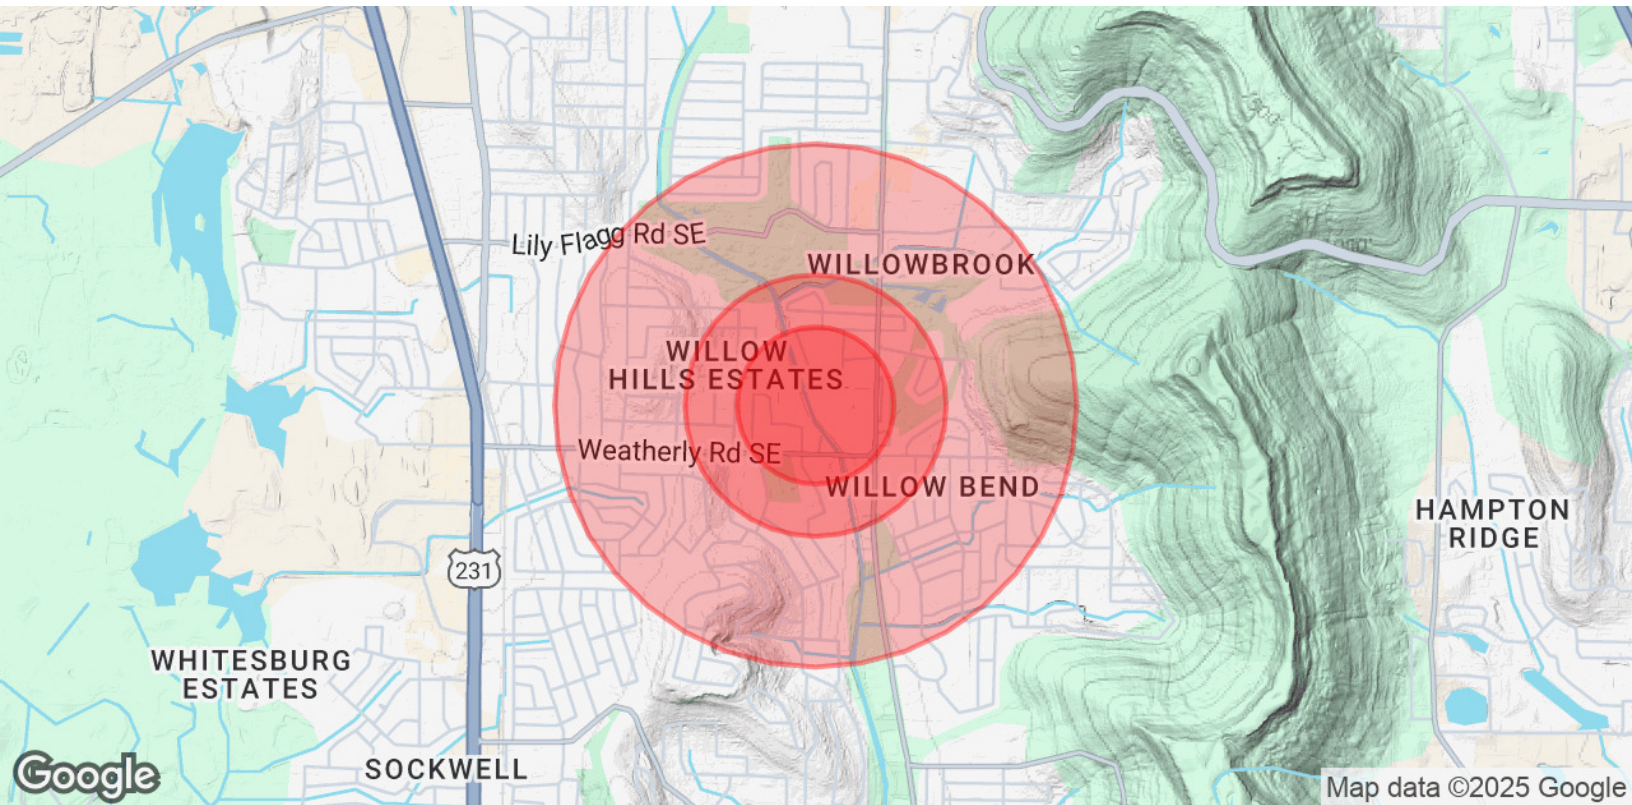 Lily Flagg Rd SE
WILLOWBROOK
WILLOW
HILLS ESTATES
Weatherly Rd SE
WILLOW BEND
HAMPTON
RIDGE
231
WHITESBURG
ESTATES
SOCKWELL
Google
Map data ©2025 Google